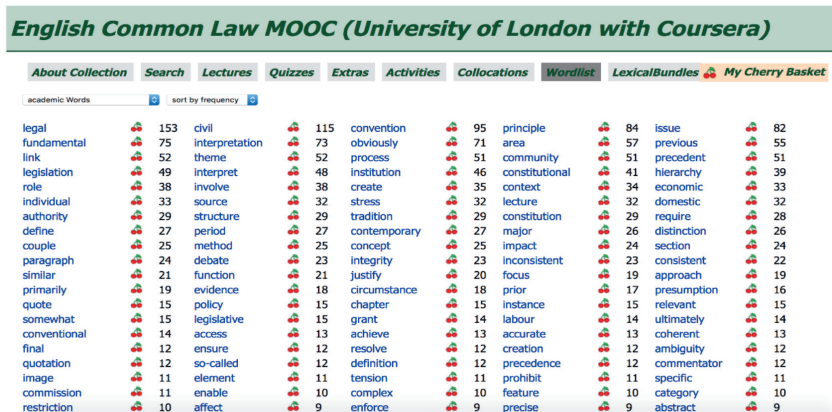 English Common Law MOOC (University of London with Coursera)
About Collection Search Lectures Quizzes Extras Activities Collocations Wordlist LexicalBundles My Cherry Basket
academic Words sort by frequency
legal 153 civil 115 convention 95 principle 84 issue 82
fundamental 75 interpretation 73 obviously 71 area 57 previous 55
link 52 theme 52 process 51 community 51 precedent 51
legislation 49 interpret 48 institution 46 constitutional 41 hierarchy 39
role 38 involve 38 create 35 context 34 economic 33
individual 33 source 32 stress 32 lecture 32 domestic 32
authority 29 structure 29 tradition 29 constitution 29 require 28
define 27 period 27 contemporary 27 major 26 distinction 26
couple 25 method 25 concept 25 impact 24 section 24
paragraph 24 debate 23 integrity 23 inconsistent 23 consistent 22
similar 21 function 21 justify 20 focus 19 approach 19
primarily 19 evidence 18 circumstance 18 prior 17 presumption 16
quote 15 policy 15 chapter 15 instance 15 relevant 15
somewhat 15 legislative 15 grant 14 labour 14 ultimately 14
conventional 14 access 13 achieve 13 accurate 13 coherent 13
final 12 ensure 12 resolve 12 creation 12 ambiguity 12
quotation 12 so-called 12 definition 12 precedence 12 commentator 12
image 11 element 11 tension 11 prohibit 11 specific 11
commission 11 enable 10 complex 10 feature 10 category 10
restriction 10 affect 9 enforce 9 precise 9 abstract 9